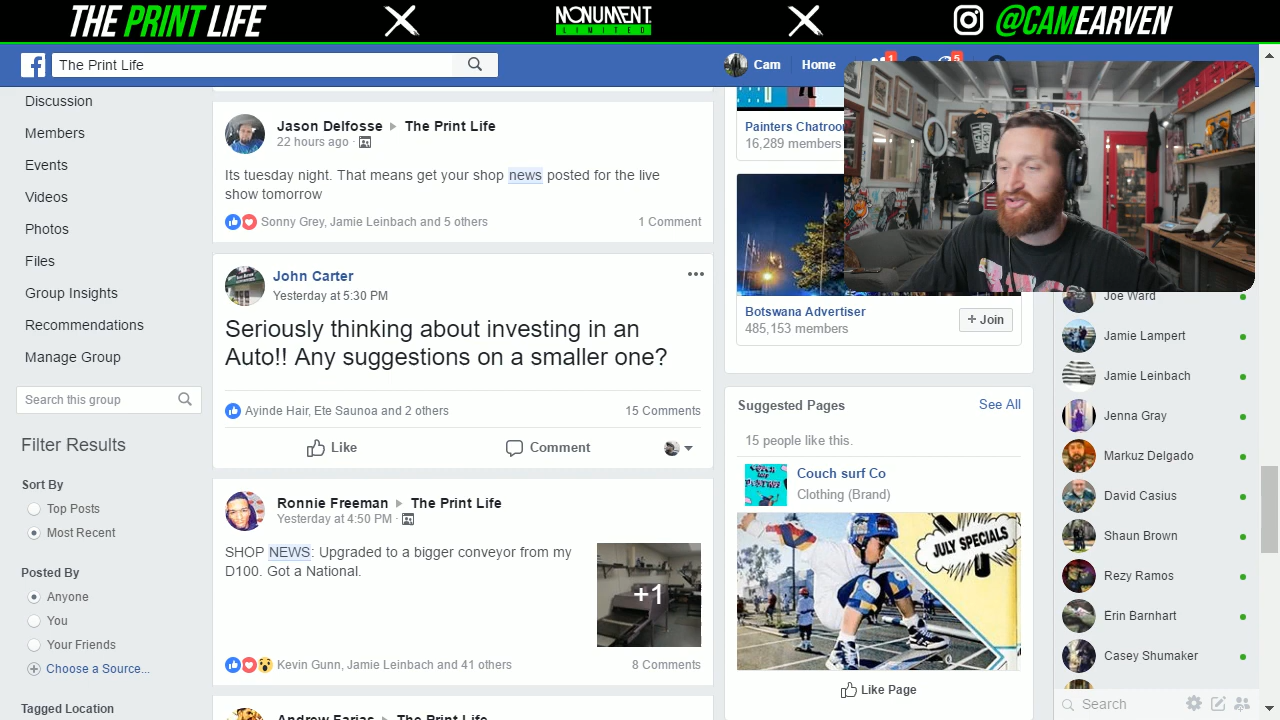 THE PRINT LIFE
MONUMENT.
LIMITED
@CAMEARVEN
The Print Life
Cam
Home
1
5
Discussion
Members
Events
Videos
Photos
Files
Group Insights
Recommendations
Manage Group
Search this group
Filter Results
Sort By
Top Posts
Most Recent
Posted By
Anyone
You
Your Friends
Choose a Source...
Tagged Location
Jason Delfosse ▸ The Print Life
22 hours ago ·
Its tuesday night. That means get your shop news posted for the live
show tomorrow
Sonny Grey, Jamie Leinbach and 5 others 1 Comment
John Carter
Yesterday at 5:30 PM
Seriously thinking about investing in an
Auto!! Any suggestions on a smaller one?
Ayinde Hair, Ete Saunoa and 2 others 15 Comments
Like Comment
Ronnie Freeman ▸ The Print Life
Yesterday at 4:50 PM ·
SHOP NEWS: Upgraded to a bigger conveyor from my
D100. Got a National.
+1
Kevin Gunn, Jamie Leinbach and 41 others 8 Comments
Andrew Farias ▸ The Print Life
Painters Chatroo
16,289 members
Botswana Advertiser
485,153 members
+ Join
Suggested Pages See All
15 people like this.
Couch surf Co
Clothing (Brand)
JULY SPECIALS
Like Page
Joe Ward
Jamie Lampert
Jamie Leinbach
Jenna Gray
Markuz Delgado
David Casius
Shaun Brown
Rezy Ramos
Erin Barnhart
Casey Shumaker
Search